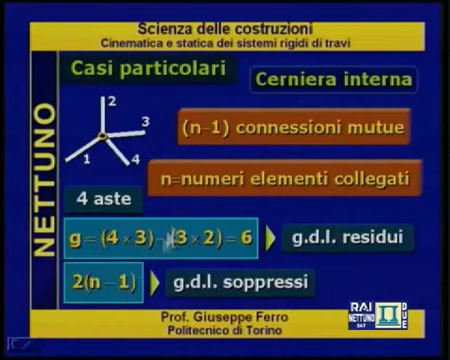 Scienza delle costruzioni
Cinematica e statica dei sistemi rigidi di travi
Casi particolari
Cerniera interna
NETTUNO
2
3
1
4
(n-1) connessioni mutue
n=numeri elementi collegati
4 aste
g = (4 × 3) - (3 × 2) = 6
g.d.l. residui
2(n - 1)
g.d.l. soppressi
RAI
NETTUNO
SAT
DUE
Prof. Giuseppe Ferro
Politecnico di Torino